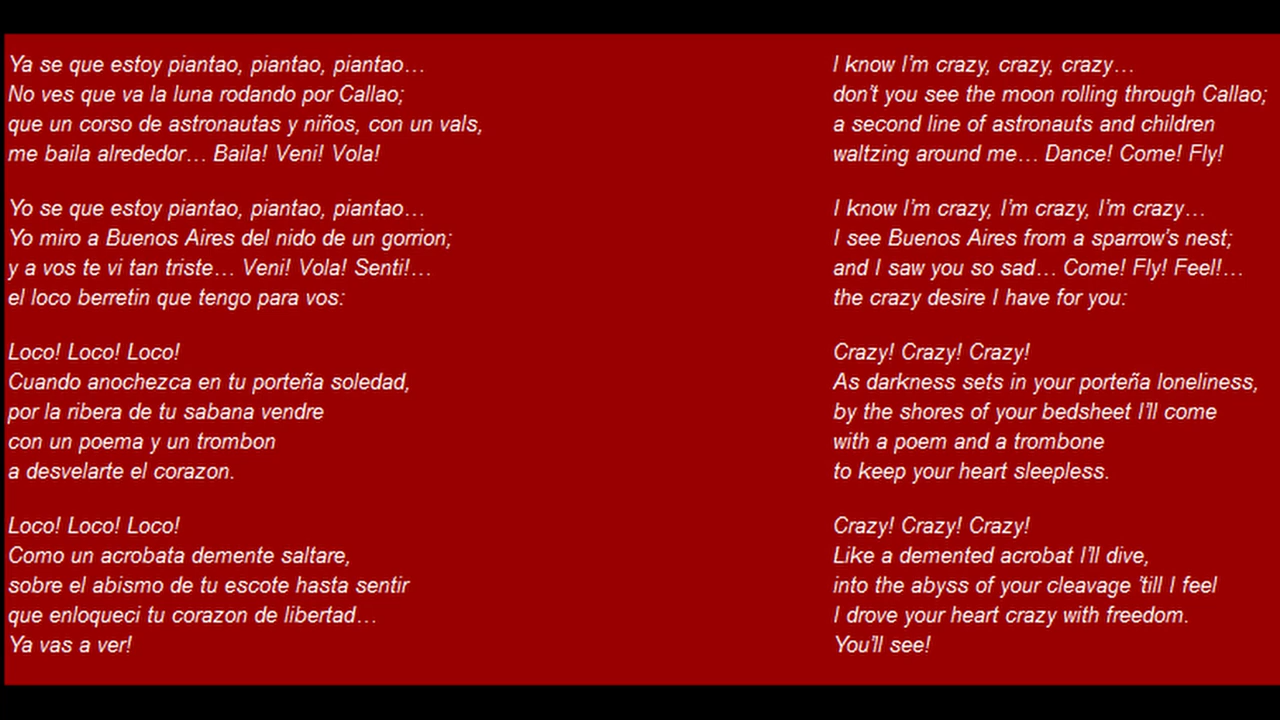 Ya se que estoy piantao, piantao, piantao…
No ves que va la luna rodando por Callao;
que un corso de astronautas y niños, con un vals,
me baila alrededor… Baila! Veni! Vola!
Yo se que estoy piantao, piantao, piantao…
Yo miro a Buenos Aires del nido de un gorrion;
y a vos te vi tan triste… Veni! Vola! Senti!…
el loco berretin que tengo para vos:
Loco! Loco! Loco!
Cuando anochezca en tu porteña soledad,
por la ribera de tu sabana vendre
con un poema y un trombon
a desvelarte el corazon.
Loco! Loco! Loco!
Como un acrobata demente saltare,
sobre el abismo de tu escote hasta sentir
que enloqueci tu corazon de libertad…
Ya vas a ver!
I know I'm crazy, crazy, crazy…
don't you see the moon rolling through Callao;
a second line of astronauts and children
waltzing around me… Dance! Come! Fly!
I know I'm crazy, I'm crazy, I'm crazy…
I see Buenos Aires from a sparrow's nest;
and I saw you so sad… Come! Fly! Feel!…
the crazy desire I have for you:
Crazy! Crazy! Crazy!
As darkness sets in your porteña loneliness,
by the shores of your bedsheet I'll come
with a poem and a trombone
to keep your heart sleepless.
Crazy! Crazy! Crazy!
Like a demented acrobat I'll dive,
into the abyss of your cleavage 'till I feel
I drove your heart crazy with freedom.
You'll see!